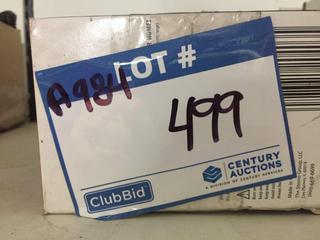 LOT #
A984
499
CENTURY
AUCTIONS
A DIVISION OF CENTURY SERVICES
ClubBid